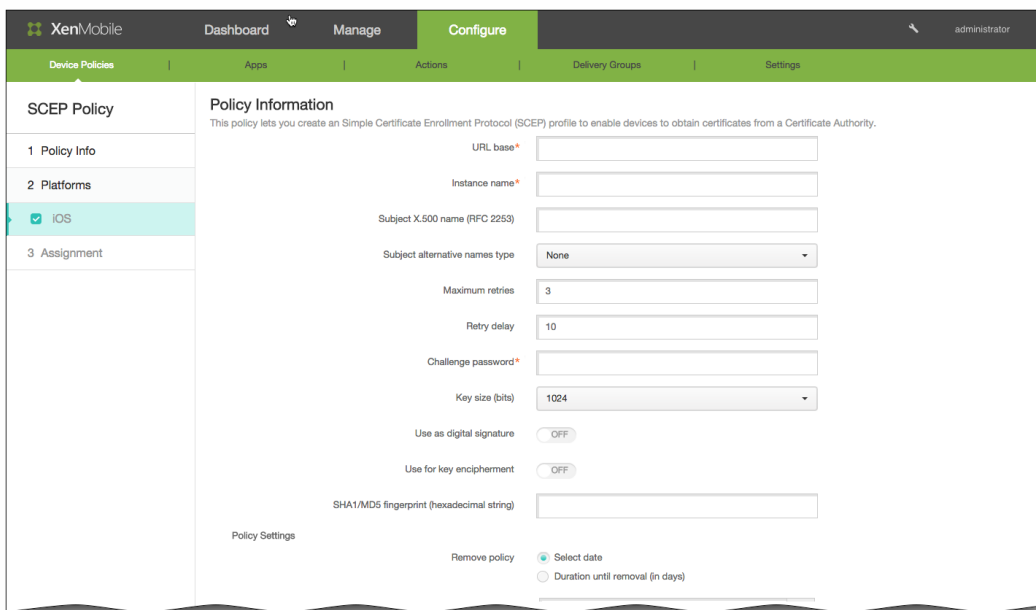 XenMobile Dashboard Manage Configure administrator
Device Policies | Apps | Actions | Delivery Groups | Settings
SCEP Policy
1 Policy Info
2 Platforms
iOS
3 Assignment
Policy Information
This policy lets you create an Simple Certificate Enrollment Protocol (SCEP) profile to enable devices to obtain certificates from a Certificate Authority.
URL base*
Instance name*
Subject X.500 name (RFC 2253)
Subject alternative names type None
Maximum retries 3
Retry delay 10
Challenge password*
Key size (bits) 1024
Use as digital signature OFF
Use for key encipherment OFF
SHA1/MD5 fingerprint (hexadecimal string)
Policy Settings
Remove policy Select date
Duration until removal (in days)